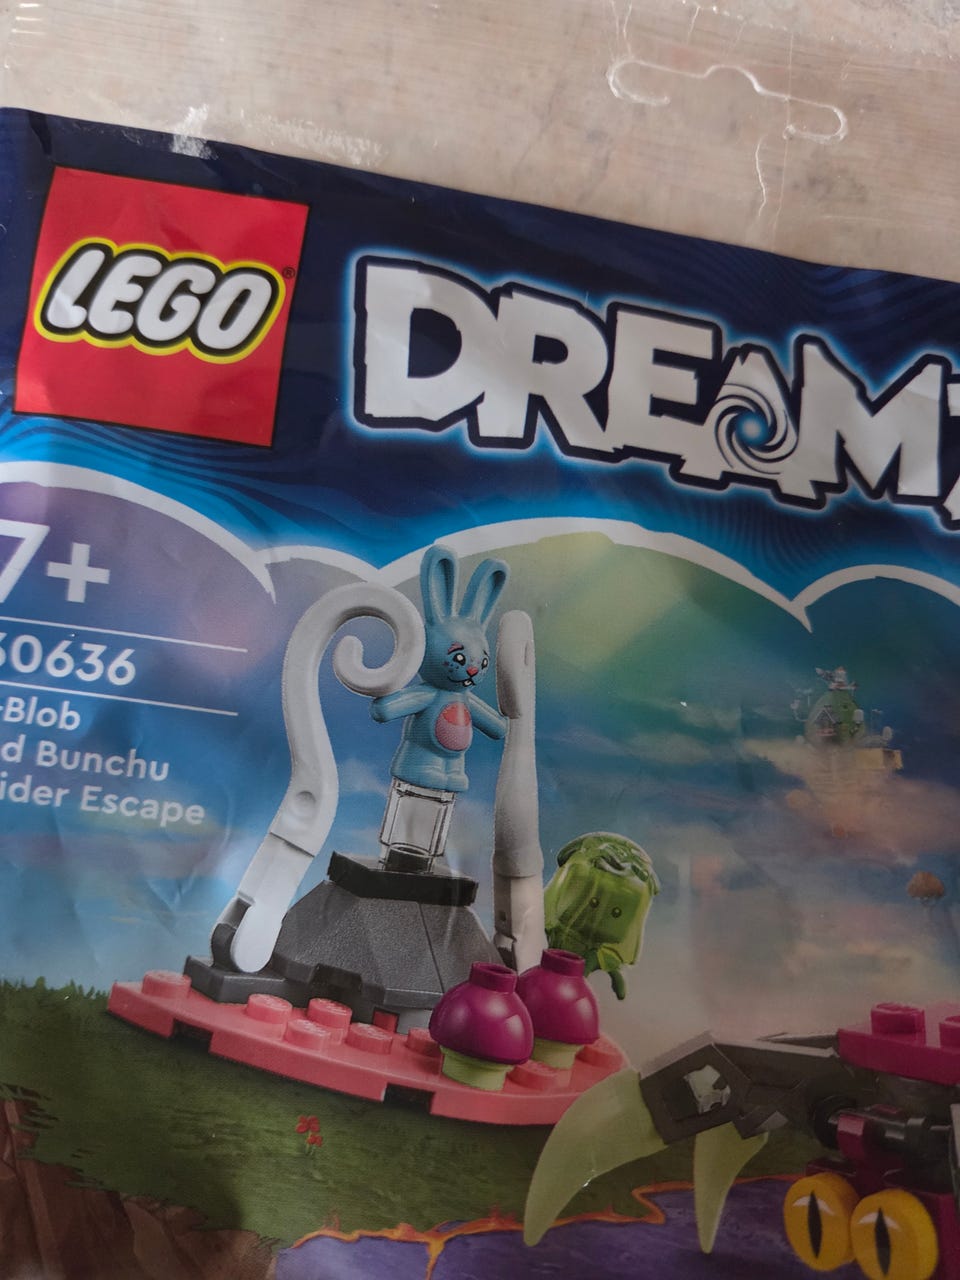 LEGO®
DREAM
7+
30636
-Blob
d Bunchu
ider Escape